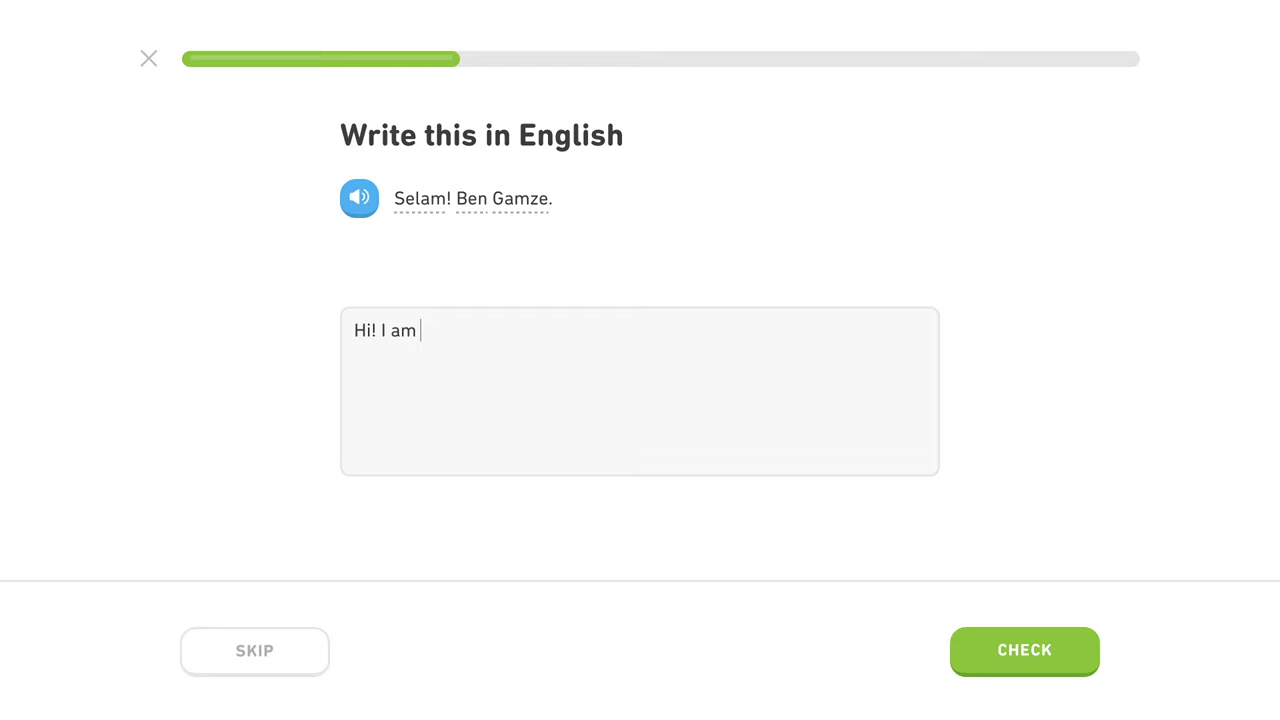 Write this in English
Selam! Ben Gamze.
Hi! I am
SKIP
CHECK